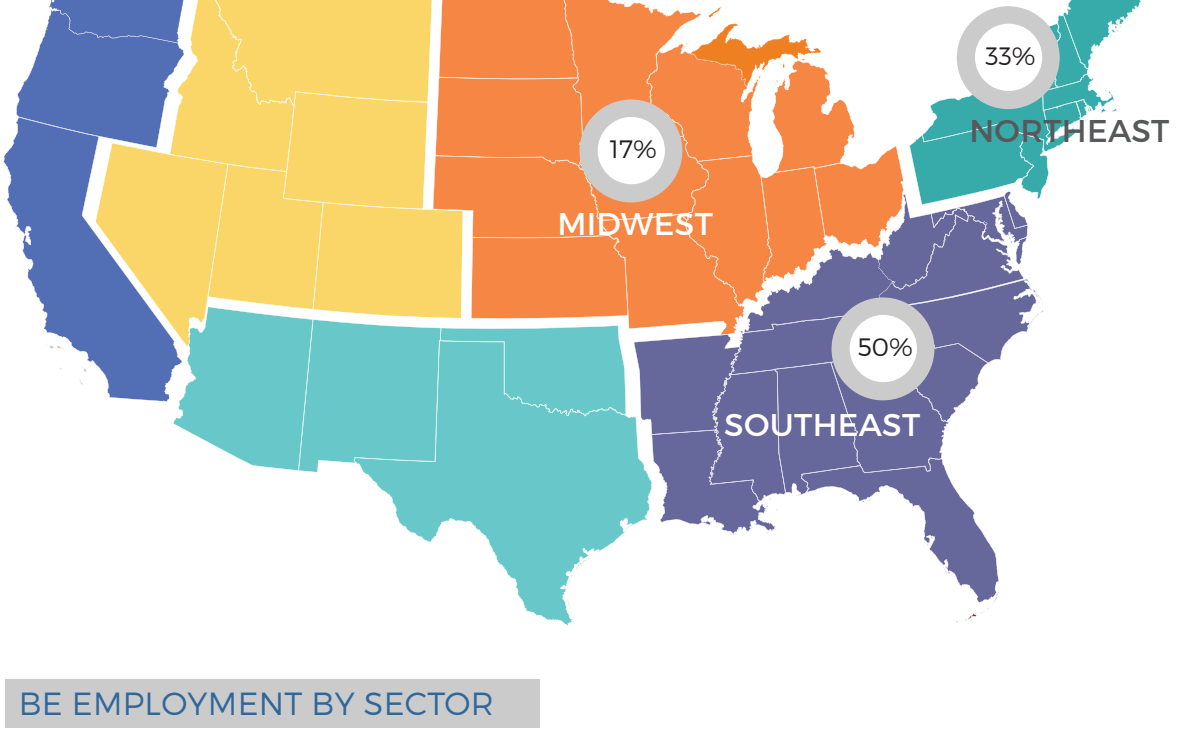 33%
NORTHEAST
17%
MIDWEST
50%
SOUTHEAST
BE EMPLOYMENT BY SECTOR